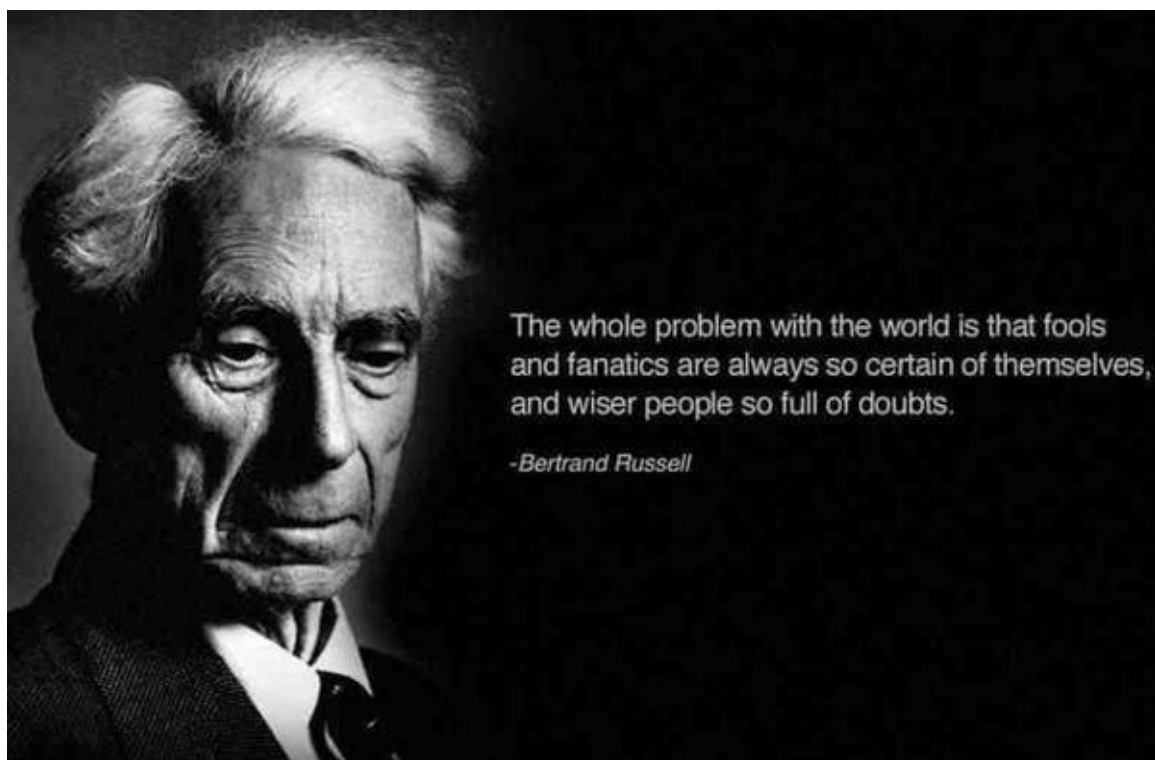 The whole problem with the world is that fools
and fanatics are always so certain of themselves,
and wiser people so full of doubts.
-Bertrand Russell